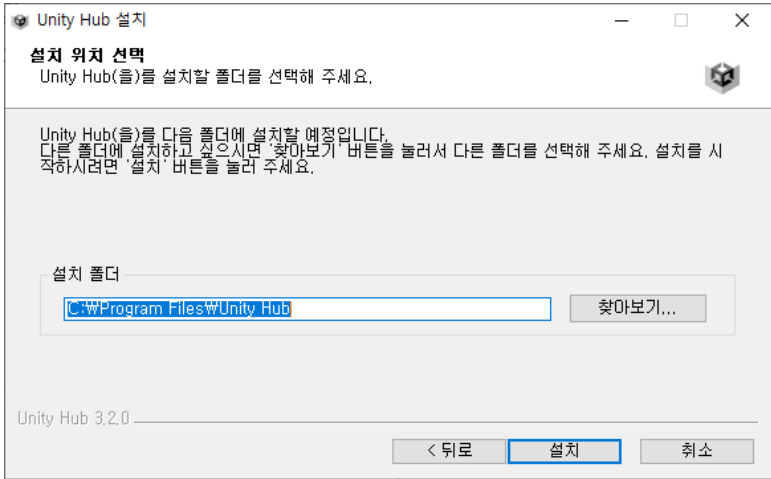 Unity Hub 설치
설치 위치 선택
Unity Hub(을)를 설치할 폴더를 선택해 주세요.
Unity Hub(을)를 다음 폴더에 설치할 예정입니다.
다른 폴더에 설치하고 싶으시면 '찾아보기' 버튼을 눌러서 다른 폴더를 선택해 주세요. 설치를 시
작하시려면 '설치' 버튼을 눌러 주세요.
설치 폴더
C:₩Program Files₩Unity Hub
찾아보기...
Unity Hub 3.2.0
< 뒤로
설치
취소